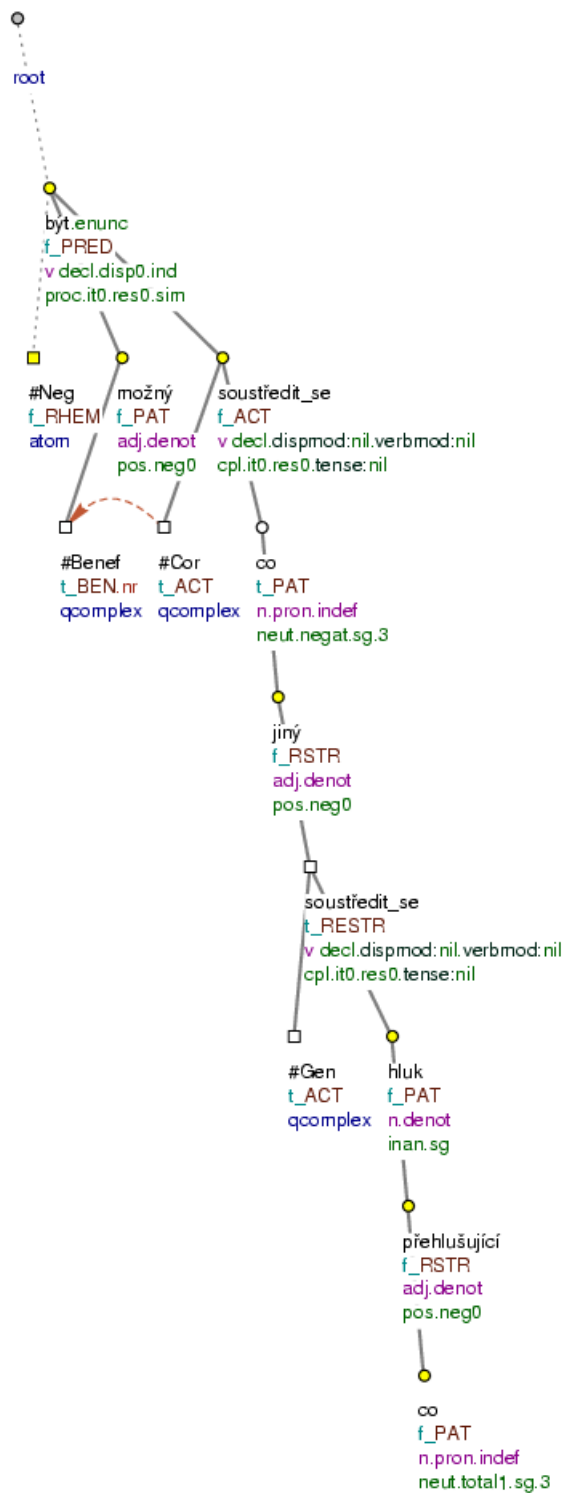 root
být.enunc
f_PRED
v decl.disp0.ind
proc.it0.res0.sim
#Neg
f_RHEM
atom
možný
f_PAT
adj.denot
pos.neg0
soustředit_se
f_ACT
v decl.dispmod:nil.verbmod:nil
cpl.it0.res0.tense:nil
#Benef
t_BEN.nr
qcomplex
#Cor
t_ACT
qcomplex
co
t_PAT
n.pron.indef
neut.negat.sg.3
jiný
f_RSTR
adj.denot
pos.neg0
soustředit_se
t_RESTR
v decl.dispmod:nil.verbmod:nil
cpl.it0.res0.tense:nil
#Gen
t_ACT
qcomplex
hluk
f_PAT
n.denot
inan.sg
přehlušující
f_RSTR
adj.denot
pos.neg0
co
f_PAT
n.pron.indef
neut.total1.sg.3